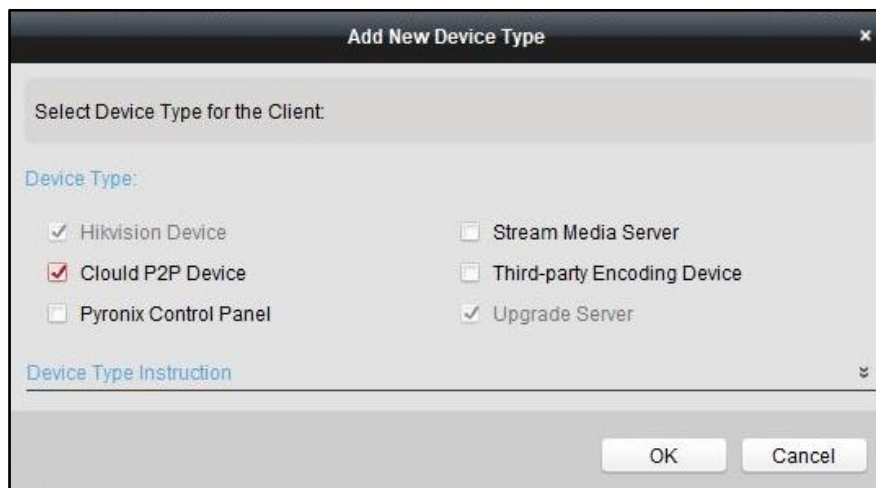 Add New Device Type
Select Device Type for the Client:
Device Type:
Hikvision Device
Stream Media Server
Clould P2P Device
Third-party Encoding Device
Pyronix Control Panel
Upgrade Server
Device Type Instruction
OK
Cancel